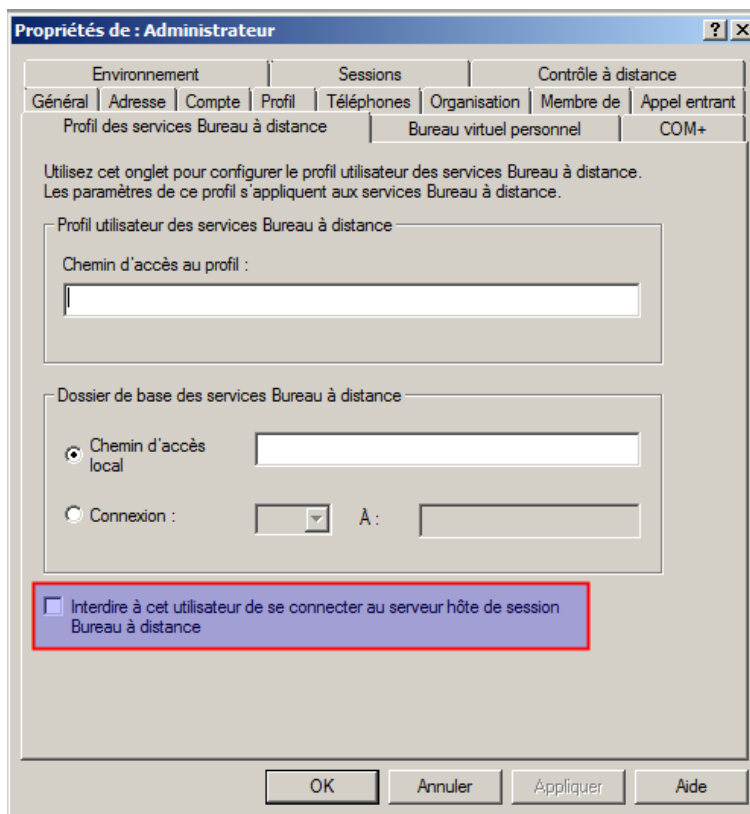 Propriétés de : Administrateur
Environnement Sessions Contrôle à distance
Général Adresse Compte Profil Téléphones Organisation Membre de Appel entrant
Profil des services Bureau à distance Bureau virtuel personnel COM+
Utilisez cet onglet pour configurer le profil utilisateur des services Bureau à distance.
Les paramètres de ce profil s'appliquent aux services Bureau à distance.
Profil utilisateur des services Bureau à distance
Chemin d'accès au profil :
Dossier de base des services Bureau à distance
Chemin d'accès
local
Connexion : À :
Interdire à cet utilisateur de se connecter au serveur hôte de session
Bureau à distance
OK Annuler Appliquer Aide